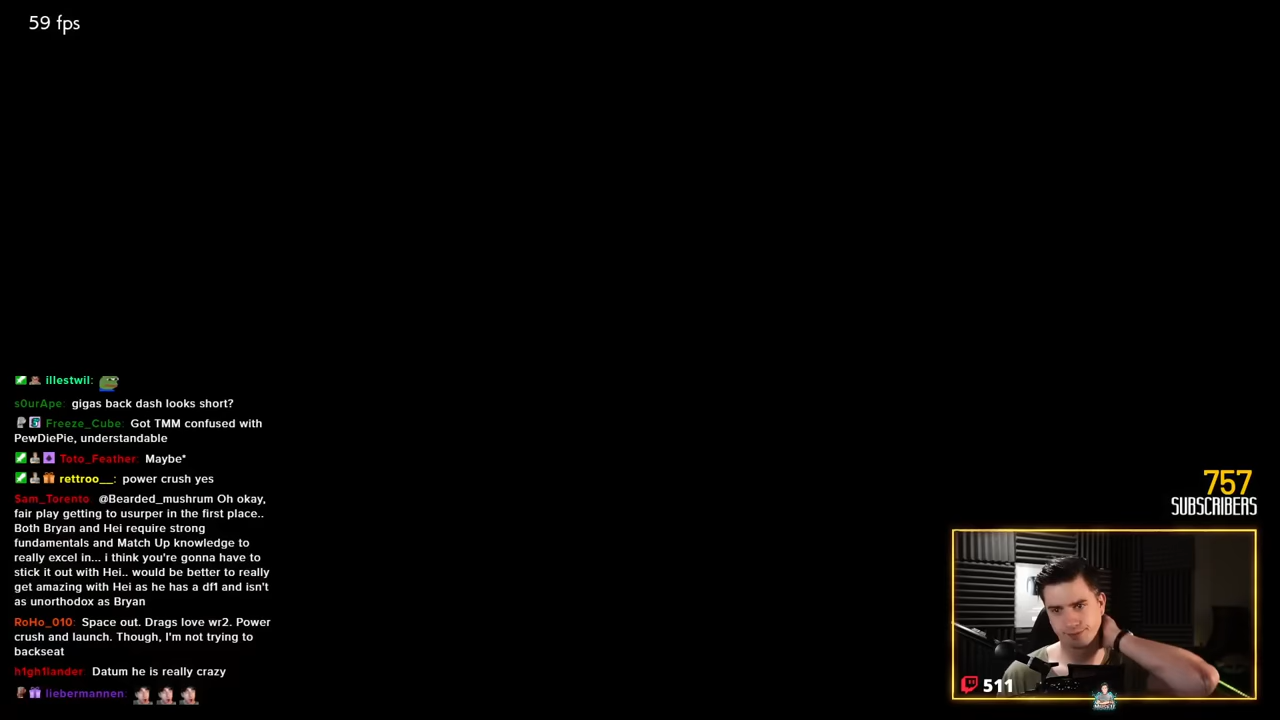 59 fps
illestwil:
s0urApe: gigas back dash looks short?
Freeze_Cube: Got TMM confused with
PewDiePie, understandable
Toto_Feather: Maybe*
rettroo__: power crush yes
Sam_Torento @Bearded_mushrum Oh okay,
fair play getting to usurper in the first place..
Both Bryan and Hei require strong
fundamentals and Match Up knowledge to
really excel in... i think you're gonna have to
stick it out with Hei.. would be better to really
get amazing with Hei as he has a df1 and isn't
as unorthodox as Bryan
RoHo_010: Space out. Drags love wr2. Power
crush and launch. Though, I'm not trying to
backseat
h1gh1lander: Datum he is really crazy
liebermannen:
757
SUBSCRIBERS
511